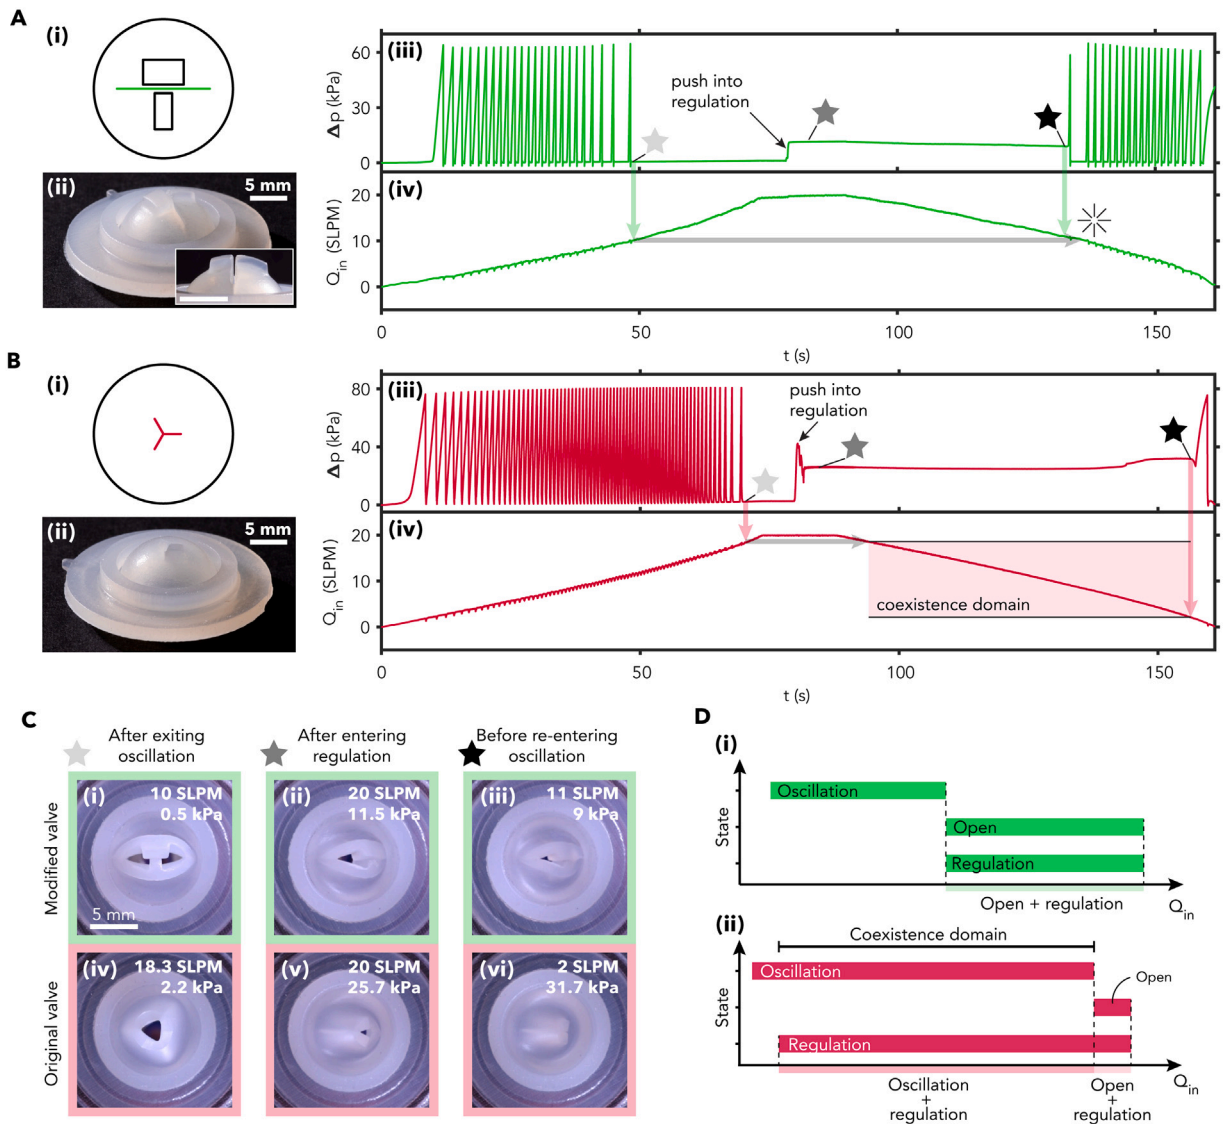 A
(i)
(ii)
5 mm
(iii)
60
30
0
Δp (kPa)
push into
regulation
(iv)
20
10
0
Q_in (SLPM)
0
50
100
150
t (s)
B
(i)
(ii)
5 mm
(iii)
80
40
0
Δp (kPa)
push into
regulation
(iv)
20
10
0
Q_in (SLPM)
coexistence domain
0
50
100
150
t (s)
C
After exiting
oscillation
After entering
regulation
Before re-entering
oscillation
Modified valve
(i)
10 SLPM
0.5 kPa
5 mm
(ii)
20 SLPM
11.5 kPa
(iii)
11 SLPM
9 kPa
Original valve
(iv)
18.3 SLPM
2.2 kPa
(v)
20 SLPM
25.7 kPa
(vi)
2 SLPM
31.7 kPa
D
(i)
State
Oscillation
Open
Regulation
Open + regulation
Q_in
(ii)
State
Coexistence domain
Oscillation
Open
Regulation
Oscillation
+
regulation
Open
+
regulation
Q_in